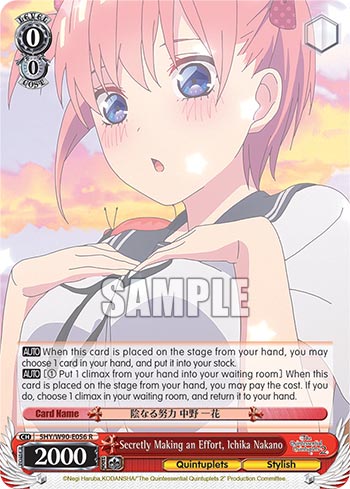 LEVEL
0
0
COST
SAMPLE
AUTO When this card is placed on the stage from your hand, you may
choose 1 card in your hand, and put it into your stock.
AUTO [① Put 1 climax from your hand into your waiting room] When this
card is placed on the stage from your hand, you may pay the cost. If you
do, choose 1 climax in your waiting room, and return it to your hand.
Card Name 陰なる努力 中野 一花
CH 5HY/W90-E056 R
Secretly Making an Effort, Ichika Nakano
2000
Quintuplets Stylish
©Negi Haruba,KODANSHA/"The Quintessential Quintuplets 2" Production Committee.